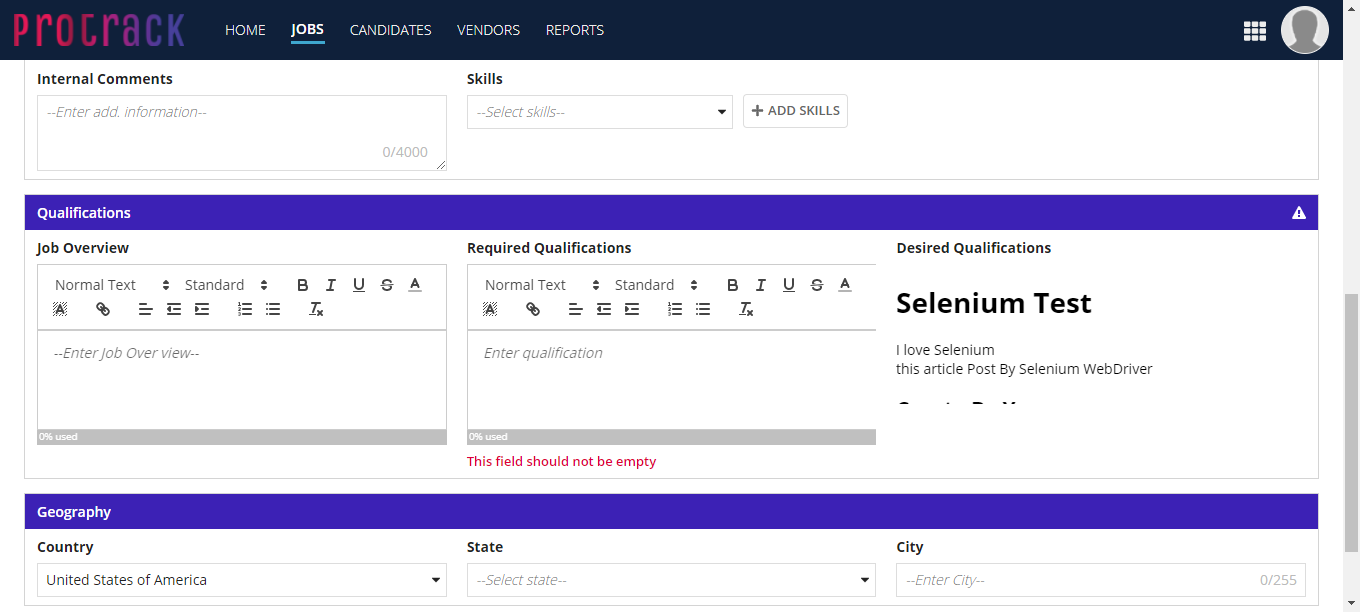 protrack
HOME JOBS CANDIDATES VENDORS REPORTS
Internal Comments
--Enter add. information--
0/4000
Skills
--Select skills--
ADD SKILLS
Qualifications
Job Overview
Normal Text Standard B I U S A
A
--Enter Job Over view--
0% used
Required Qualifications
Normal Text Standard B I U S A
A
Enter qualification
0% used
This field should not be empty
Desired Qualifications
Selenium Test
I love Selenium
this article Post By Selenium WebDriver
Geography
Country
United States of America
State
--Select state--
City
--Enter City--
0/255